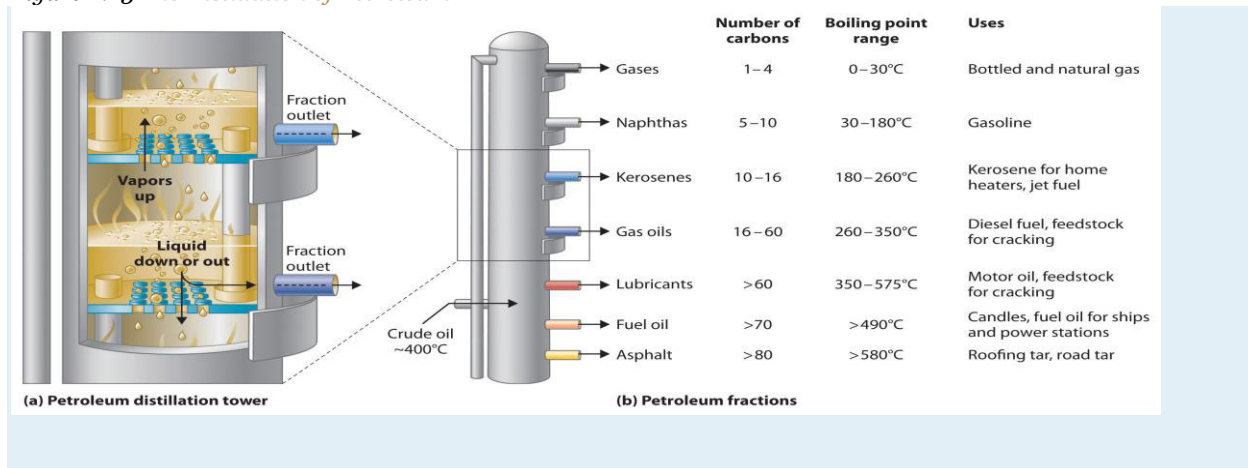 Number of carbons
Boiling point range
Uses
Gases 1–4 0–30°C Bottled and natural gas
Naphthas 5–10 30–180°C Gasoline
Kerosenes 10–16 180–260°C Kerosene for home heaters, jet fuel
Gas oils 16–60 260–350°C Diesel fuel, feedstock for cracking
Lubricants >60 350–575°C Motor oil, feedstock for cracking
Fuel oil >70 >490°C Candles, fuel oil for ships and power stations
Asphalt >80 >580°C Roofing tar, road tar
Fraction
outlet
Vapors
up
Liquid
down or out
Fraction
outlet
Crude oil
~400°C
(a) Petroleum distillation tower
(b) Petroleum fractions